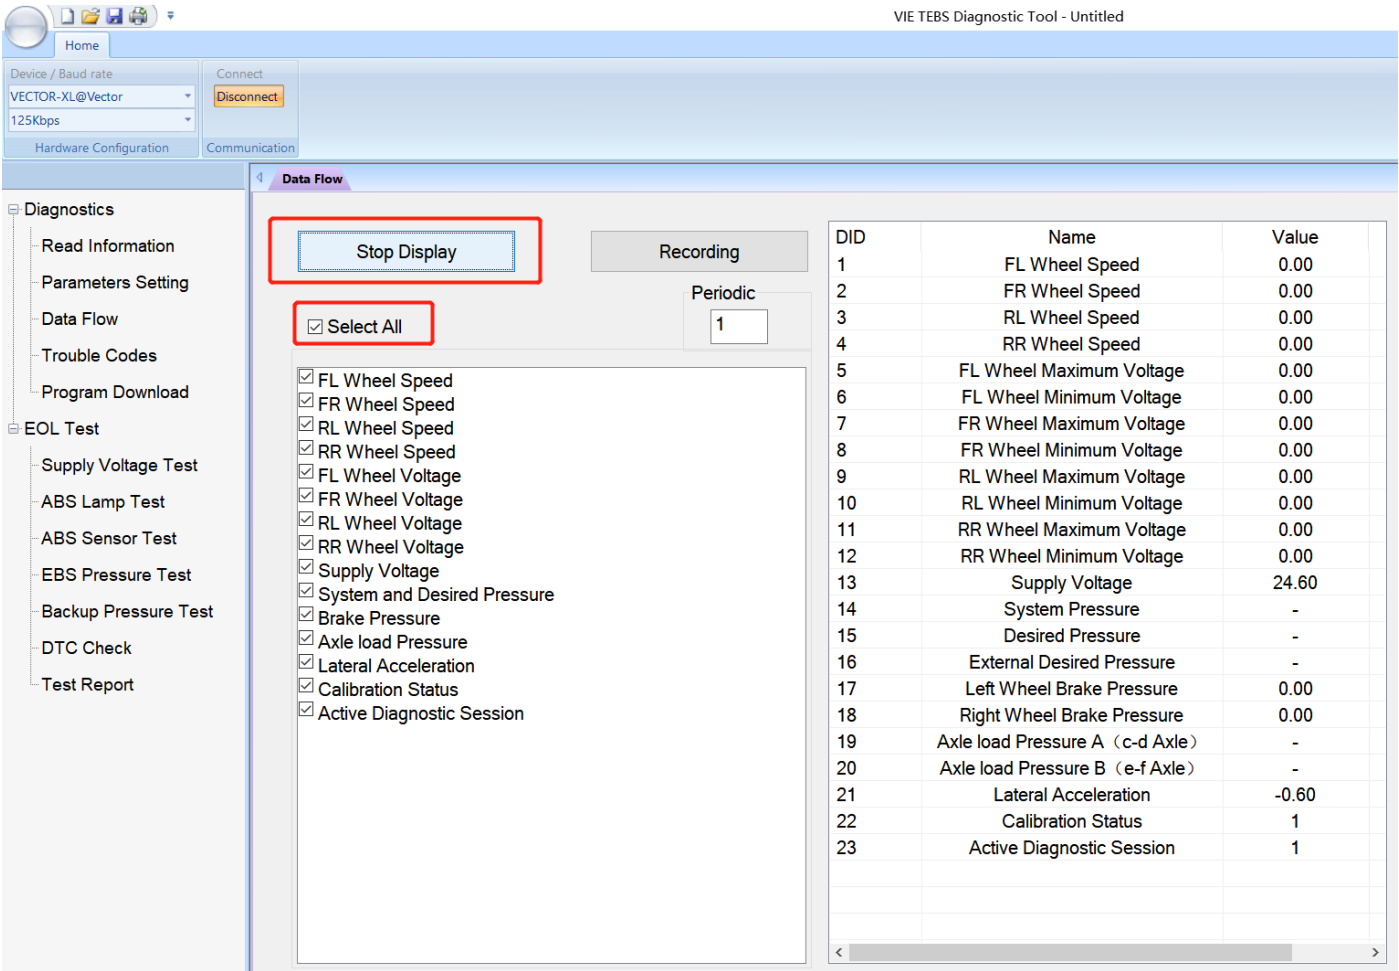 VIE TEBS Diagnostic Tool - Untitled
Home
Device / Baud rate
VECTOR-XL@Vector
125Kbps
Hardware Configuration
Connect
Disconnect
Communication
Data Flow
Diagnostics
Read Information
Parameters Setting
Data Flow
Trouble Codes
Program Download
EOL Test
Supply Voltage Test
ABS Lamp Test
ABS Sensor Test
EBS Pressure Test
Backup Pressure Test
DTC Check
Test Report
Stop Display
Recording
Select All
Periodic
1
FL Wheel Speed
FR Wheel Speed
RL Wheel Speed
RR Wheel Speed
FL Wheel Voltage
FR Wheel Voltage
RL Wheel Voltage
RR Wheel Voltage
Supply Voltage
System and Desired Pressure
Brake Pressure
Axle load Pressure
Lateral Acceleration
Calibration Status
Active Diagnostic Session
DID Name Value
1 FL Wheel Speed 0.00
2 FR Wheel Speed 0.00
3 RL Wheel Speed 0.00
4 RR Wheel Speed 0.00
5 FL Wheel Maximum Voltage 0.00
6 FL Wheel Minimum Voltage 0.00
7 FR Wheel Maximum Voltage 0.00
8 FR Wheel Minimum Voltage 0.00
9 RL Wheel Maximum Voltage 0.00
10 RL Wheel Minimum Voltage 0.00
11 RR Wheel Maximum Voltage 0.00
12 RR Wheel Minimum Voltage 0.00
13 Supply Voltage 24.60
14 System Pressure -
15 Desired Pressure -
16 External Desired Pressure -
17 Left Wheel Brake Pressure 0.00
18 Right Wheel Brake Pressure 0.00
19 Axle load Pressure A（c-d Axle） -
20 Axle load Pressure B（e-f Axle） -
21 Lateral Acceleration -0.60
22 Calibration Status 1
23 Active Diagnostic Session 1